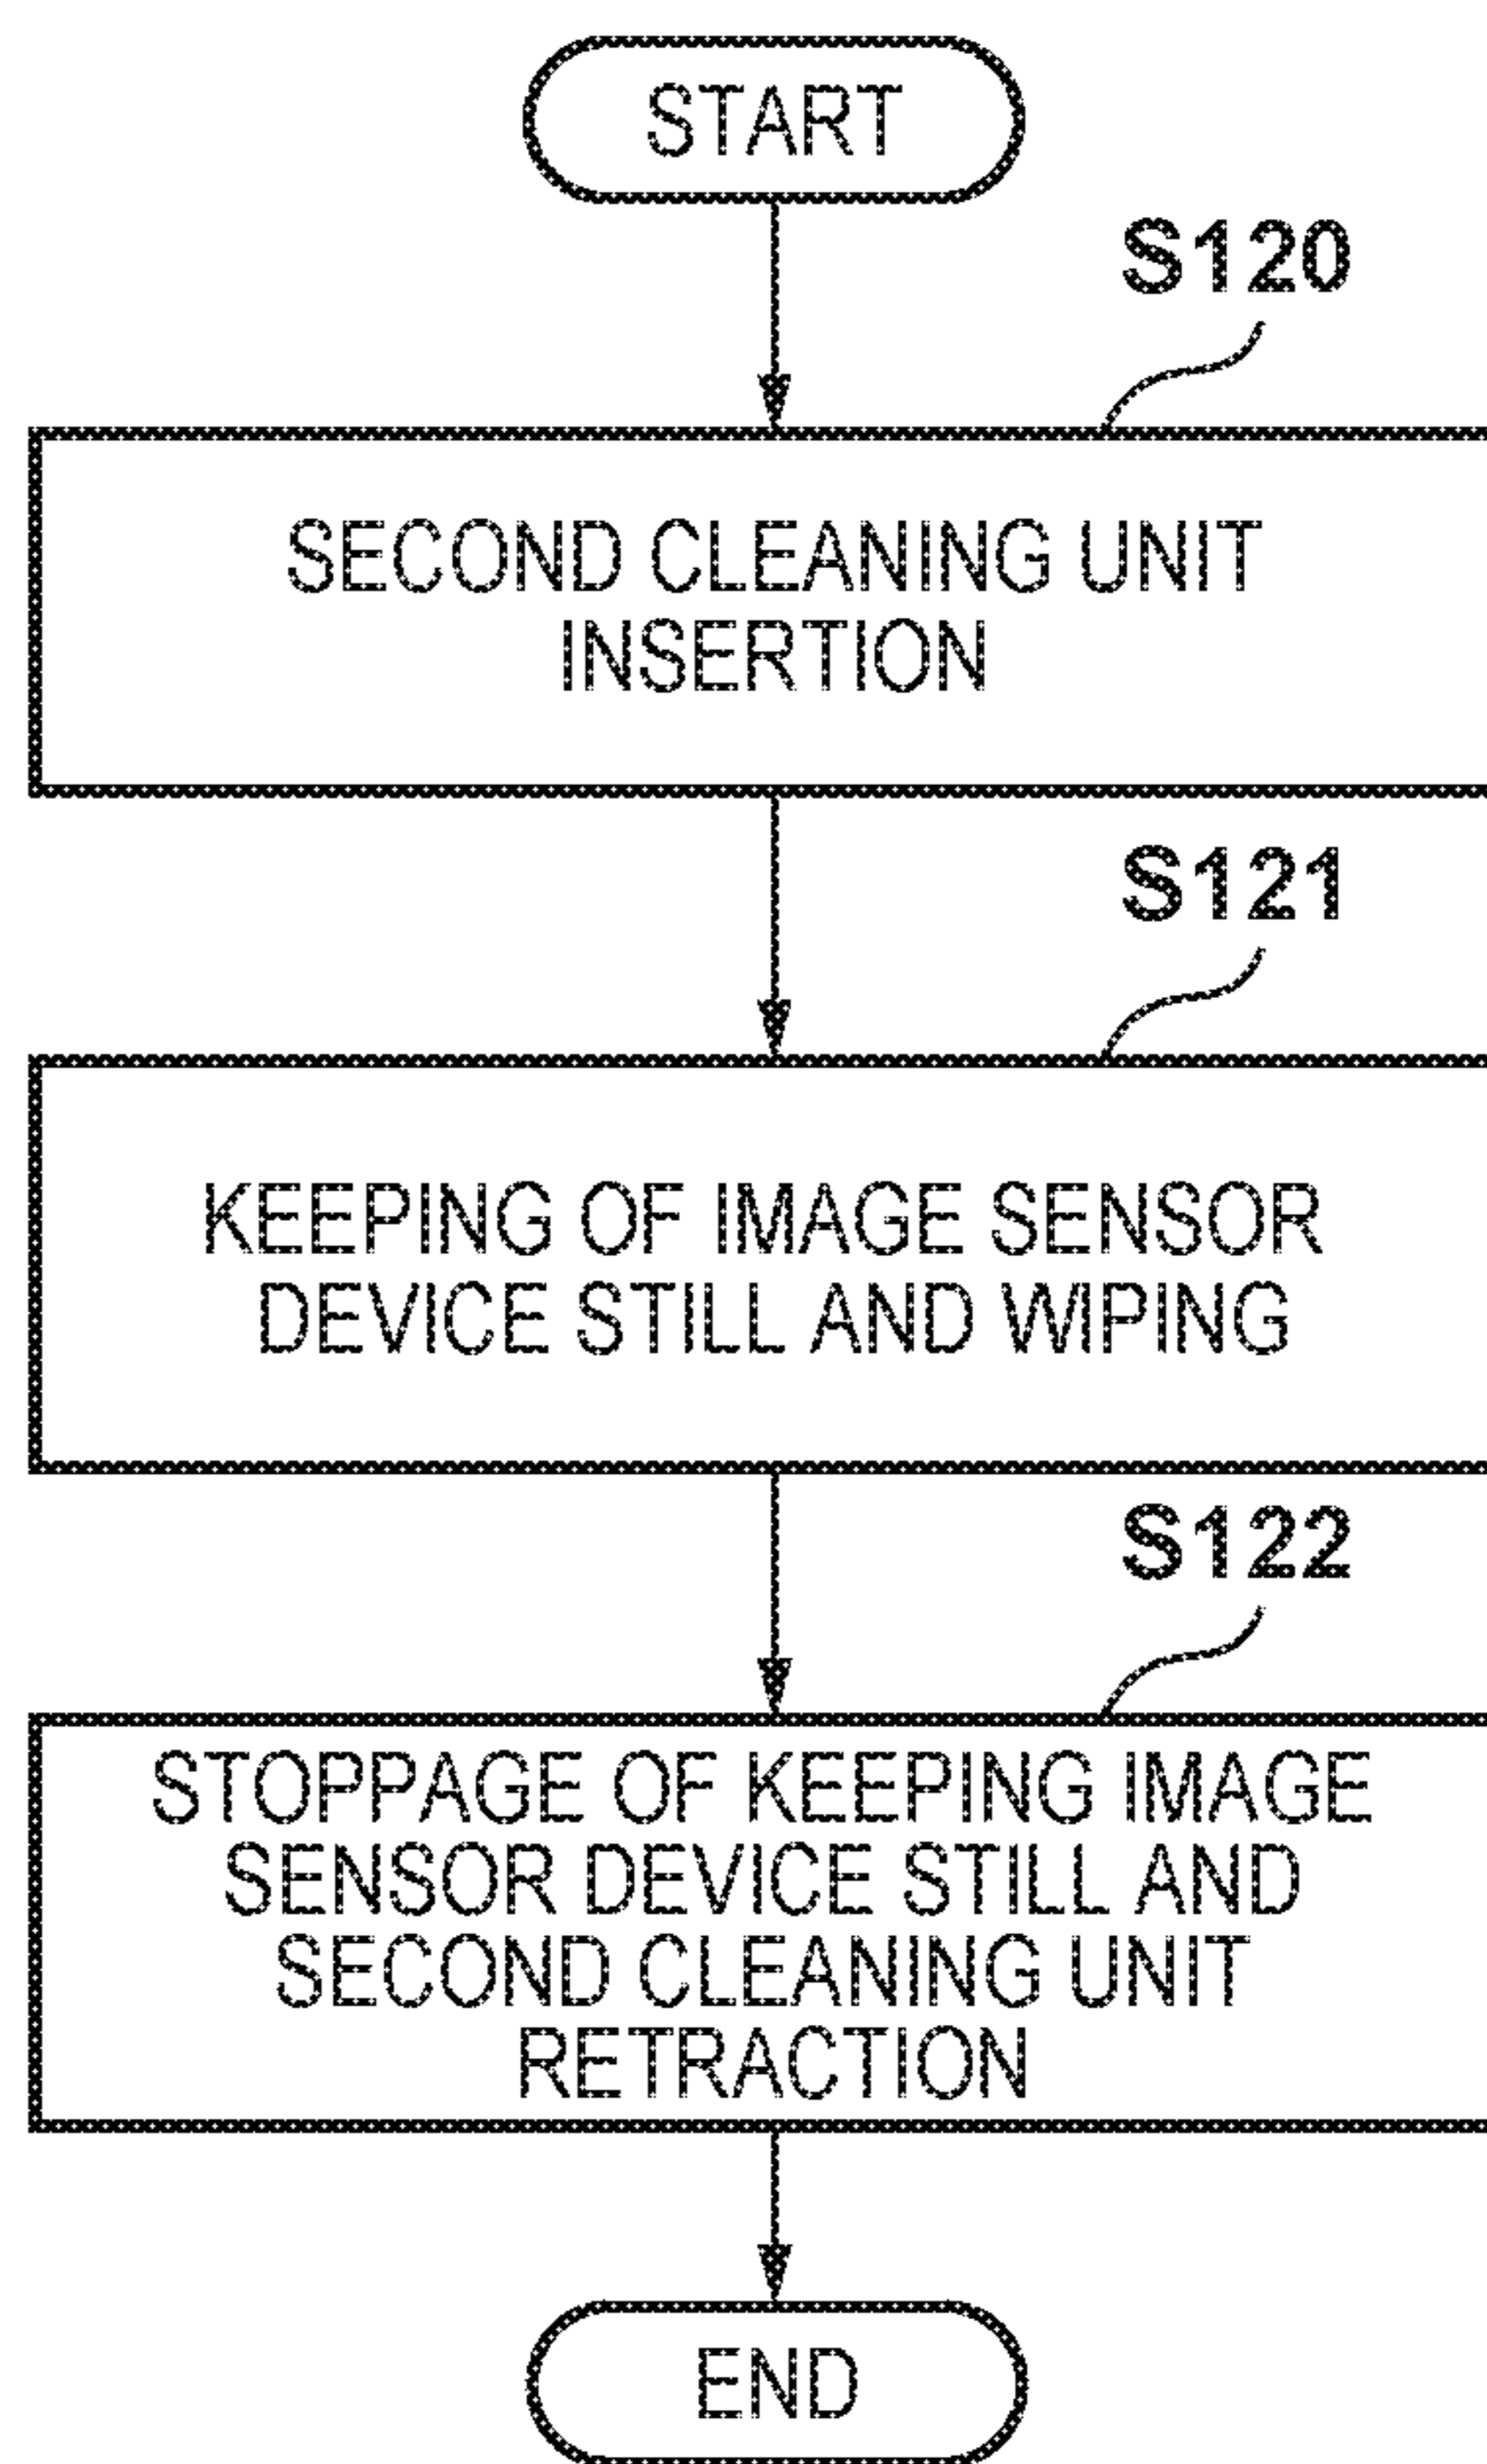 START
S120
SECOND CLEANING UNIT
INSERTION
S121
KEEPING OF IMAGE SENSOR
DEVICE STILL AND WIPING
S122
STOPPAGE OF KEEPING IMAGE
SENSOR DEVICE STILL AND
SECOND CLEANING UNIT
RETRACTION
END